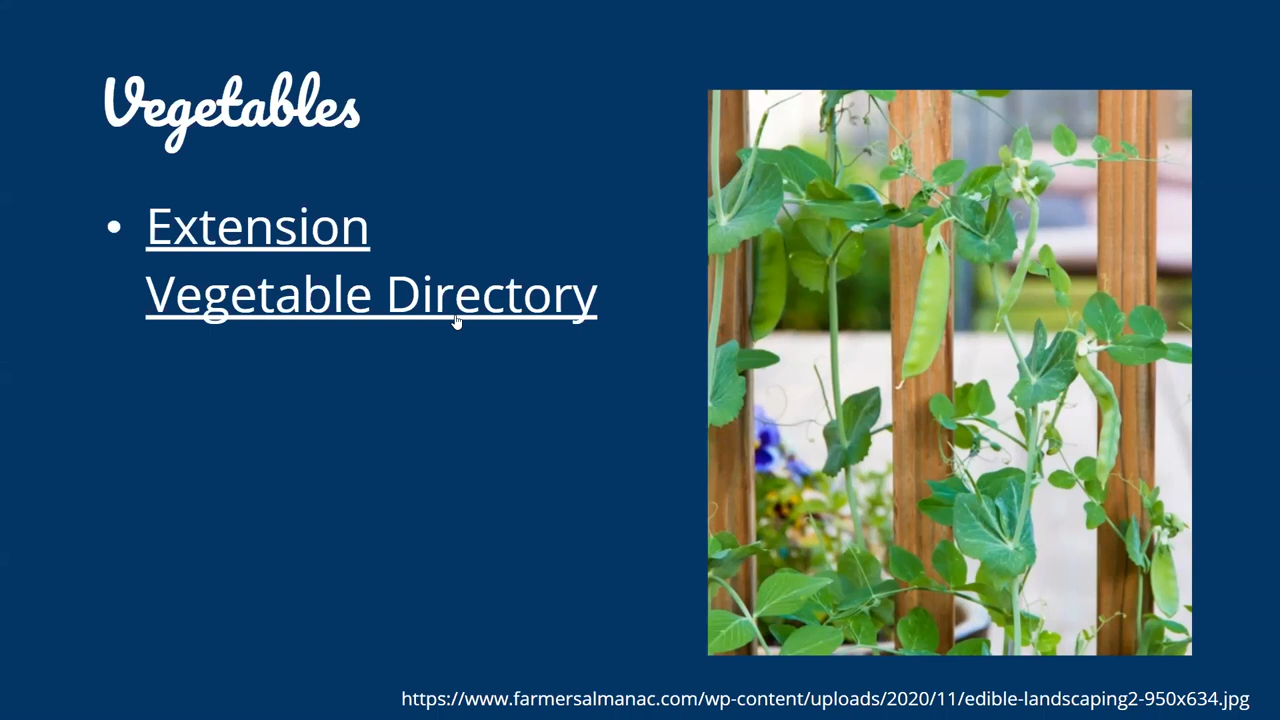 Vegetables
• Extension
Vegetable Directory
https://www.farmersalmanac.com/wp-content/uploads/2020/11/edible-landscaping2-950x634.jpg